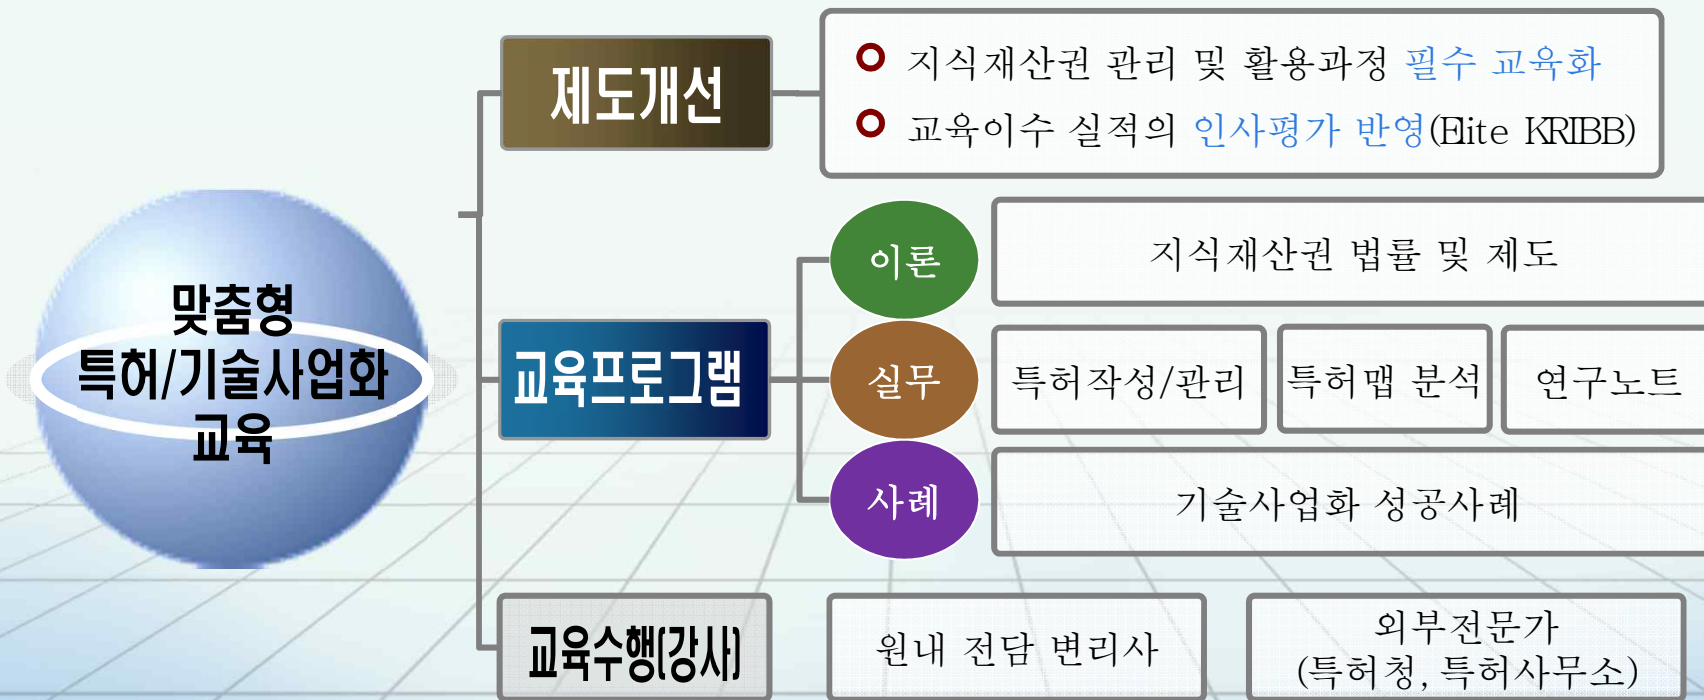 제도개선
지식재산권 관리 및 활용과정 필수 교육화
교육이수 실적의 인사평가 반영(Elite KRIBB)
맞춤형
특허/기술사업화
교육
교육프로그램
이론
지식재산권 법률 및 제도
실무
특허작성/관리
특허맵 분석
연구노트
사례
기술사업화 성공사례
교육수행(강사)
원내 전담 변리사
외부전문가
(특허청, 특허사무소)